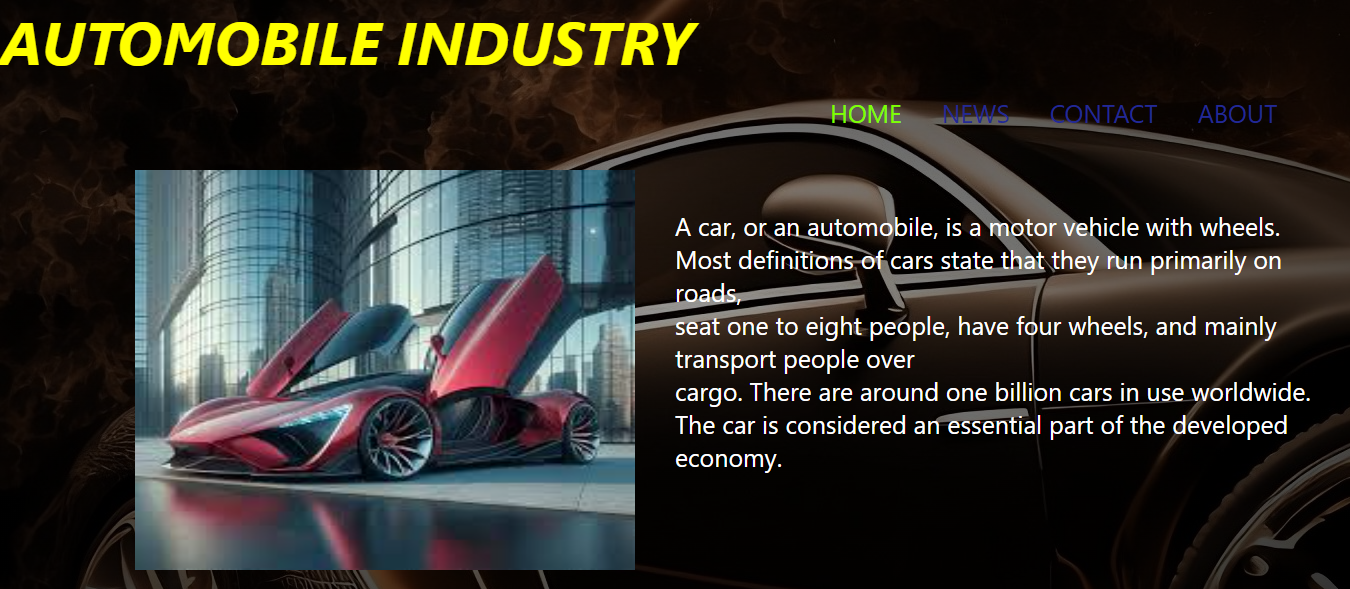 AUTOMOBILE INDUSTRY
HOME NEWS CONTACT ABOUT
A car, or an automobile, is a motor vehicle with wheels.
Most definitions of cars state that they run primarily on
roads,
seat one to eight people, have four wheels, and mainly
transport people over
cargo. There are around one billion cars in use worldwide.
The car is considered an essential part of the developed
economy.